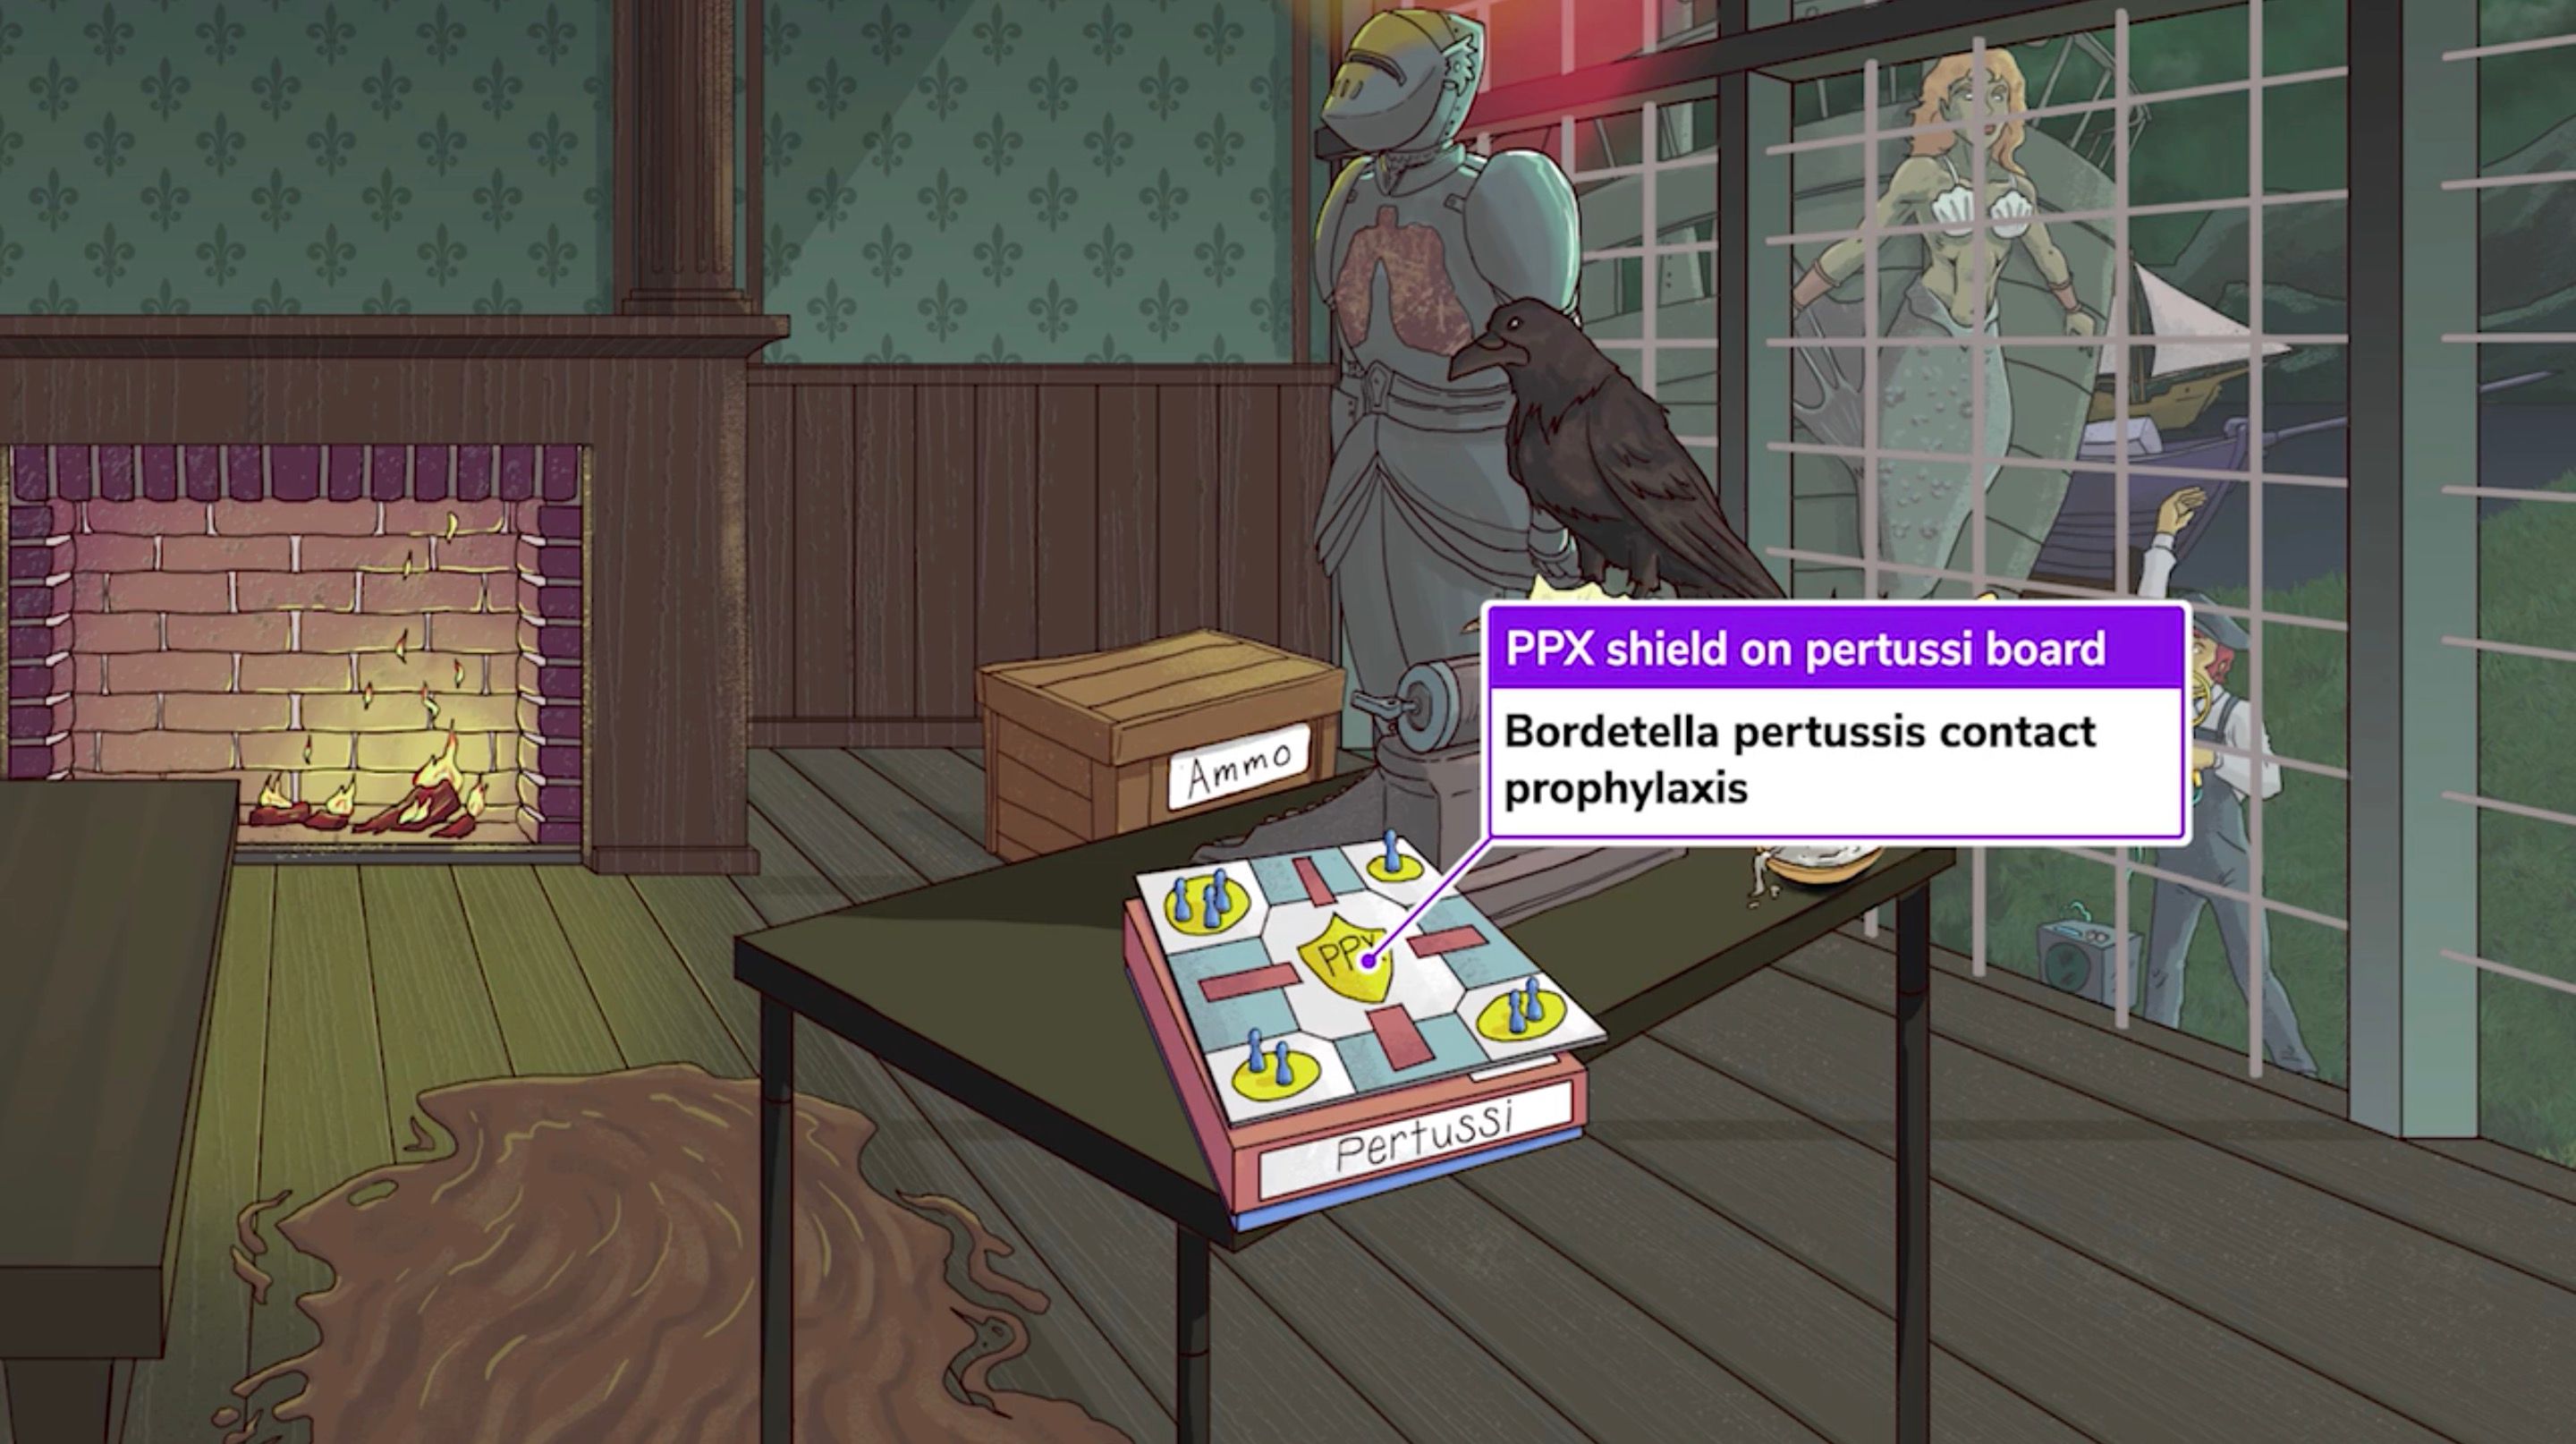 PPX shield on pertussi board
Bordetella pertussis contact
prophylaxis
Ammo
PPX
Pertussi